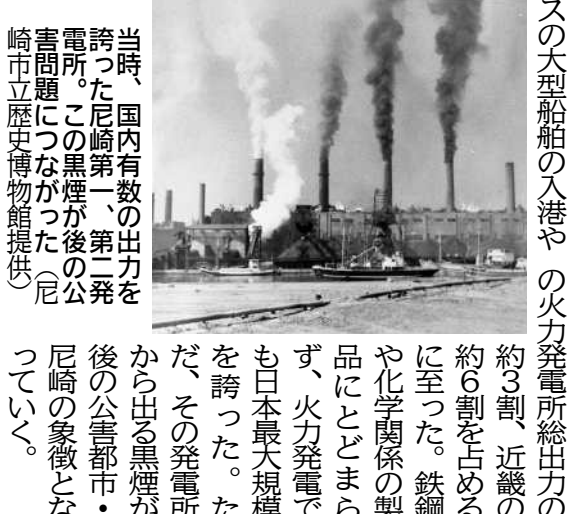 スの大型船舶の入港や
の火力発電所総出力の
約3割、近畿の
約6割を占める
に至った。鉄鋼
や化学関係の製
品にとどまら
ず、火力発電で
も日本最大規模
を誇った。た
だ、その発電所
から出る黒煙が
後の公害都市・
尼崎の象徴とな
っていく。
当時、国内有数の出力を
誇った尼崎第一、第二発
電所。この黒煙が後の公
害問題につながった（尼
崎市立歴史博物館提供）